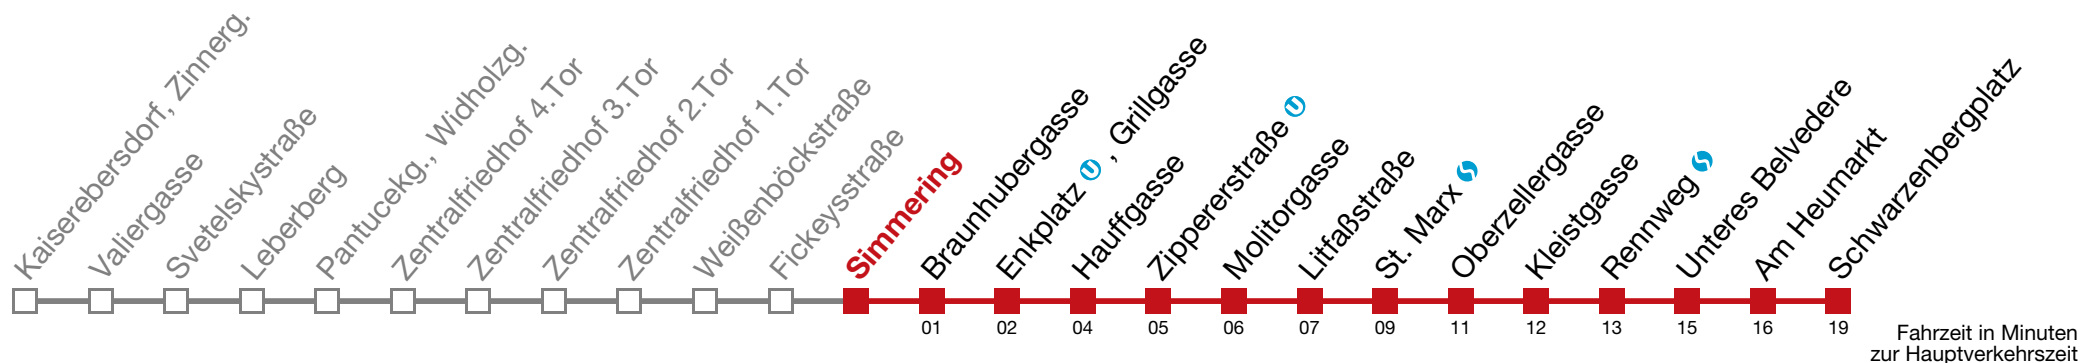 Kaiserebersdorf, Zinnerg.
Valiergasse
Svetelskystraße
Leberberg
Pantucekg., Widholzg.
Zentralfriedhof 4.Tor
Zentralfriedhof 3.Tor
Zentralfriedhof 2.Tor
Zentralfriedhof 1.Tor
Weißenböckstraße
Fickeysstraße
Simmering
Braunhubergasse
Enkplatz U , Grillgasse
Hauffgasse
Zippererstraße U
Molitorgasse
Litfaßstraße
St. Marx S
Oberzellergasse
Kleistgasse
Rennweg S
Unteres Belvedere
Am Heumarkt
Schwarzenbergplatz
01 02 04 05 06 07 09 11 12 13 15 16 19
Fahrzeit in Minuten
zur Hauptverkehrszeit